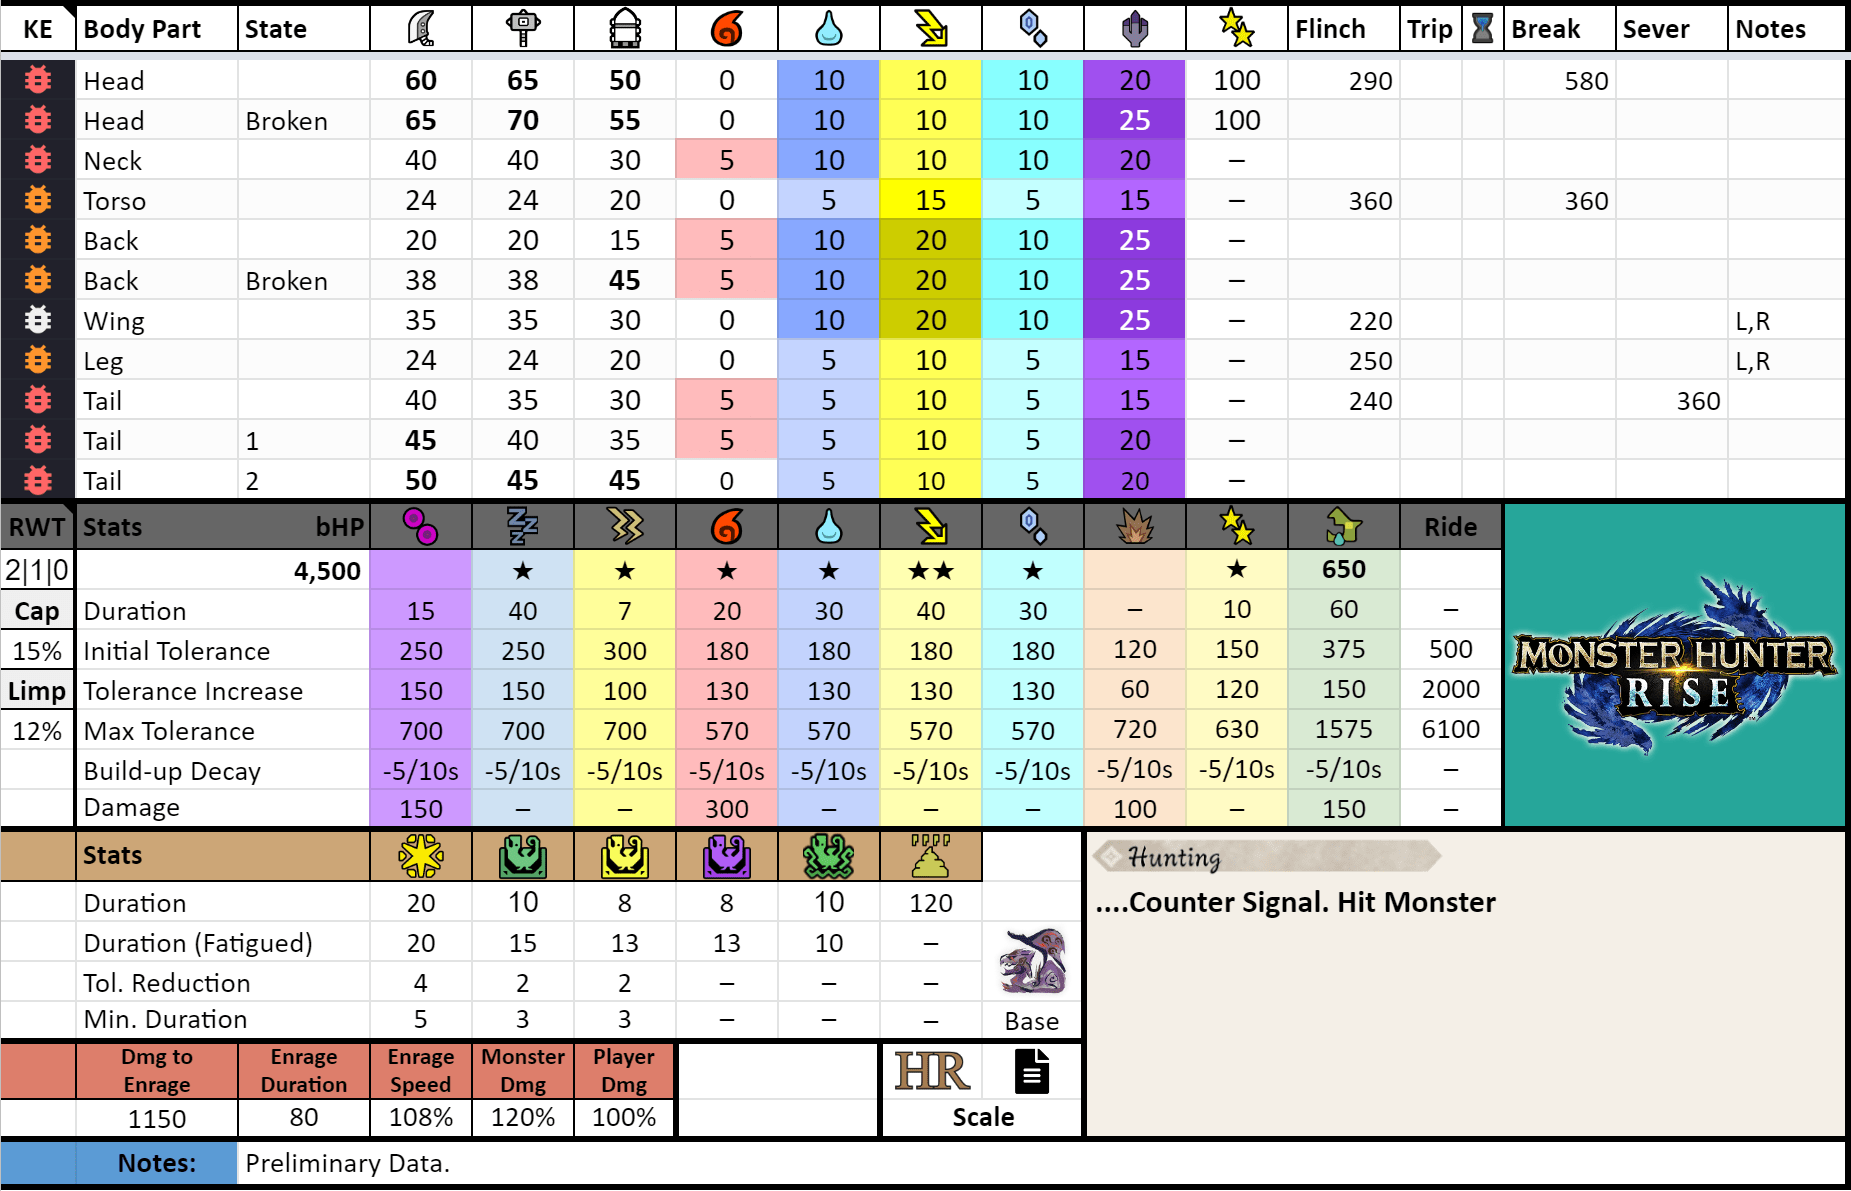 KE Body Part State Flinch Trip Break Sever Notes
Head 60 65 50 0 10 10 10 20 100 290 580
Head Broken 65 70 55 0 10 10 10 25 100
Neck 40 40 30 5 10 10 10 20 –
Torso 24 24 20 0 5 15 5 15 – 360 360
Back 20 20 15 5 10 20 10 25 –
Back Broken 38 38 45 5 10 20 10 25 –
Wing 35 35 30 0 10 20 10 25 – 220 L,R
Leg 24 24 20 0 5 10 5 15 – 250 L,R
Tail 40 35 30 5 5 10 5 15 – 240 360
Tail 1 45 40 35 5 5 10 5 20 –
Tail 2 50 45 45 0 5 10 5 20 –
RWT Stats bHP Ride
2|1|0 4,500 ★ ★ ★ ★ ★★ ★ ★ 650
Cap Duration 15 40 7 20 30 40 30 – 10 60 –
15% Initial Tolerance 250 250 300 180 180 180 180 120 150 375 500
Limp Tolerance Increase 150 150 100 130 130 130 130 60 120 150 2000
12% Max Tolerance 700 700 700 570 570 570 570 720 630 1575 6100
Build-up Decay -5/10s -5/10s -5/10s -5/10s -5/10s -5/10s -5/10s -5/10s -5/10s -5/10s –
Damage 150 – – 300 – – – 100 – 150 –
MONSTER HUNTER
RISE
Stats
Duration 20 10 8 8 10 120
Duration (Fatigued) 20 15 13 13 10 –
Tol. Reduction 4 2 2 – – –
Min. Duration 5 3 3 – – – Base
Hunting
....Counter Signal. Hit Monster
Dmg to Enrage Enrage Duration Enrage Speed Monster Dmg Player Dmg HR
1150 80 108% 120% 100% Scale
Notes: Preliminary Data.